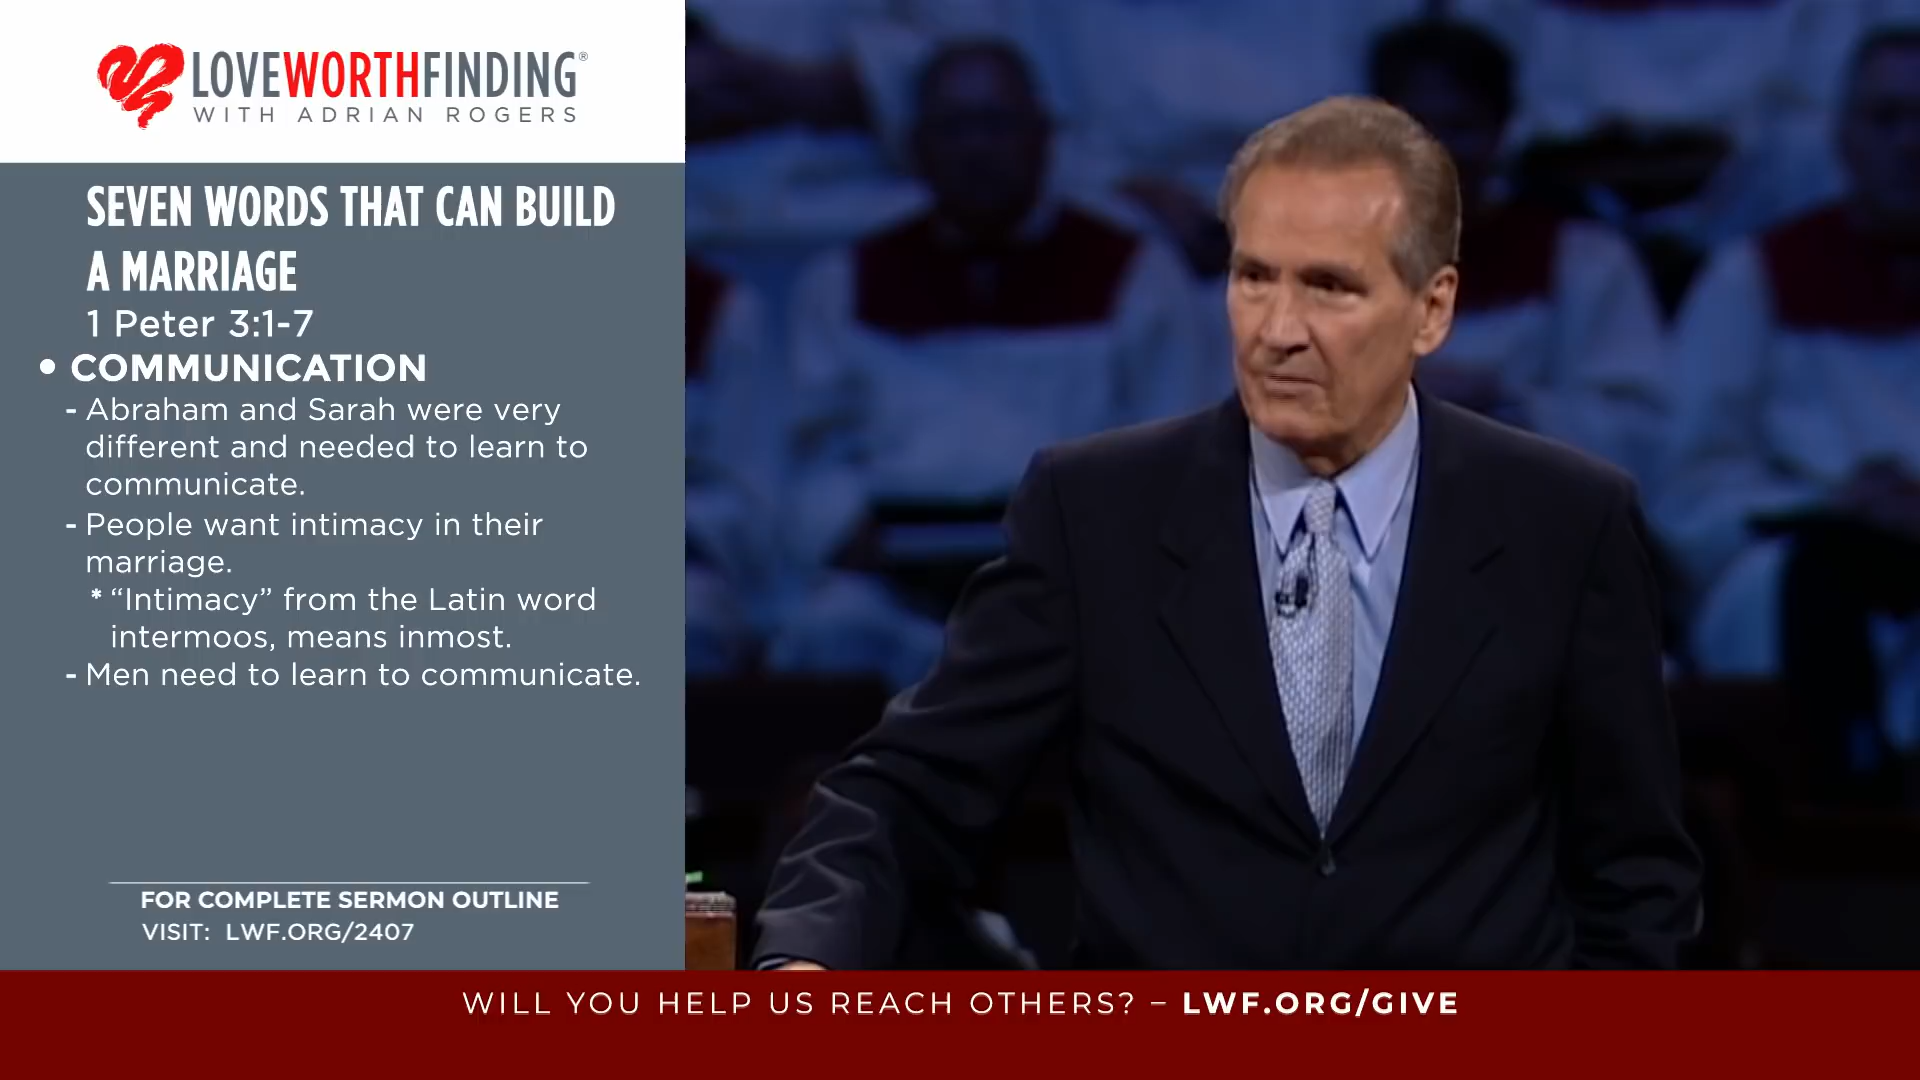 LOVEWORTHFINDING®
WITH ADRIAN ROGERS
SEVEN WORDS THAT CAN BUILD
A MARRIAGE
1 Peter 3:1-7
• COMMUNICATION
- Abraham and Sarah were very
different and needed to learn to
communicate.
- People want intimacy in their
marriage.
* “Intimacy” from the Latin word
intermoos, means inmost.
- Men need to learn to communicate.
FOR COMPLETE SERMON OUTLINE
VISIT: LWF.ORG/2407
WILL YOU HELP US REACH OTHERS? – LWF.ORG/GIVE